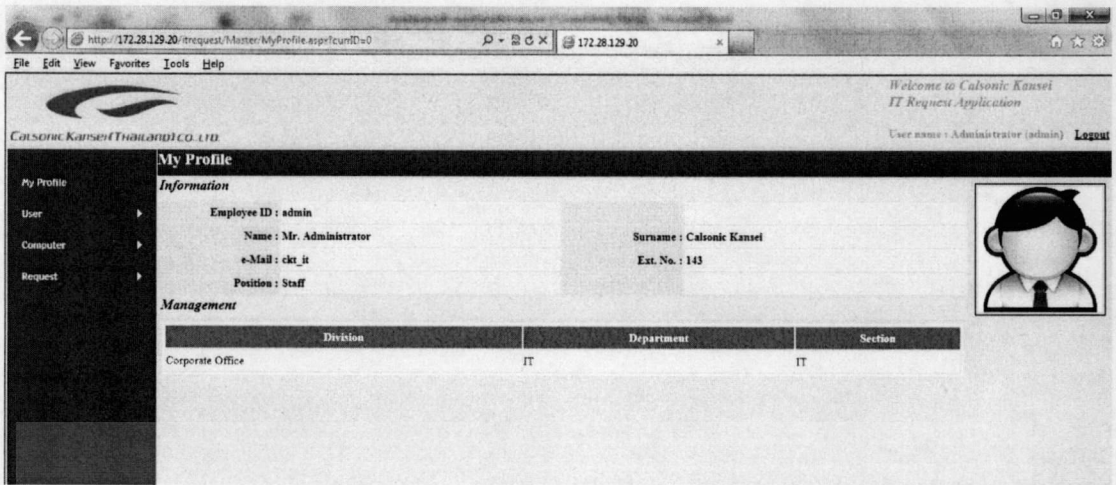 http://172.28.129.20/itrequest/Master/MyProfile.aspx?currID=0
172.28.129.20
File Edit View Favorites Tools Help
Calsonic Kansei (Thailand) co., ltd.
Welcome to Calsonic Kansei
IT Request Application
User name : Administrator (admin) Logout
My Profile
User
Computer
Request
My Profile
Information
Employee ID : admin
Name : Mr. Administrator Surname : Calsonic Kansei
e-Mail : ckt_it Ext. No. : 143
Position : Staff
Management
Division Department Section
Corporate Office IT IT